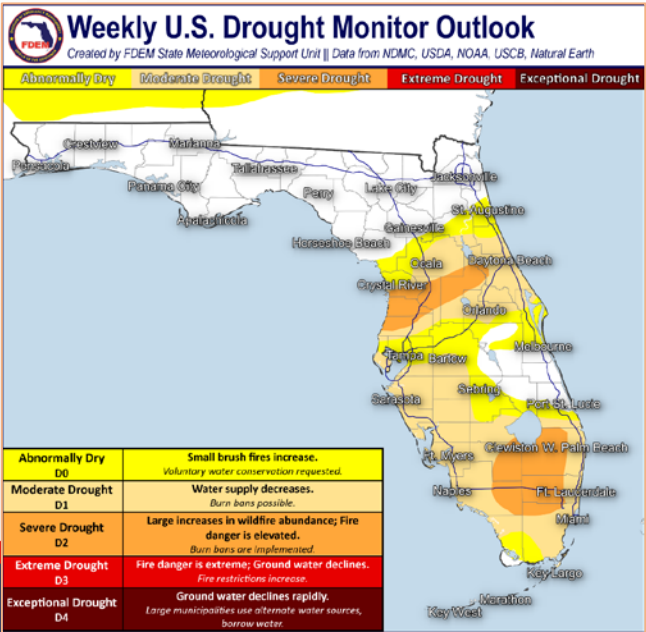 FDEM
Weekly U.S. Drought Monitor Outlook
Created by FDEM State Meteorological Support Unit || Data from NDMC, USDA, NOAA, USCB, Natural Earth
Abnormally Dry Moderate Drought Severe Drought Extreme Drought Exceptional Drought
Crestview Marianna
Pensacola Tallahassee Jacksonville
Panama City Perry Lake City
Apalachicola St. Augustine
Gainesville
Horseshoe Beach
Ocala Daytona Beach
Crystal River
Orlando
Tampa Bartow Melbourne
Sebring
Sarasota Port St. Lucie
Ft. Myers Clewiston W. Palm Beach
Naples Ft. Lauderdale
Miami
Key Largo
Marathon
Key West
Abnormally Dry
D0
Small brush fires increase.
Voluntary water conservation requested.
Moderate Drought
D1
Water supply decreases.
Burn bans possible.
Severe Drought
D2
Large increases in wildfire abundance; Fire
danger is elevated.
Burn bans are implemented.
Extreme Drought
D3
Fire danger is extreme; Ground water declines.
Fire restrictions increase.
Exceptional Drought
D4
Ground water declines rapidly.
Large municipalities use alternate water sources,
borrow water.